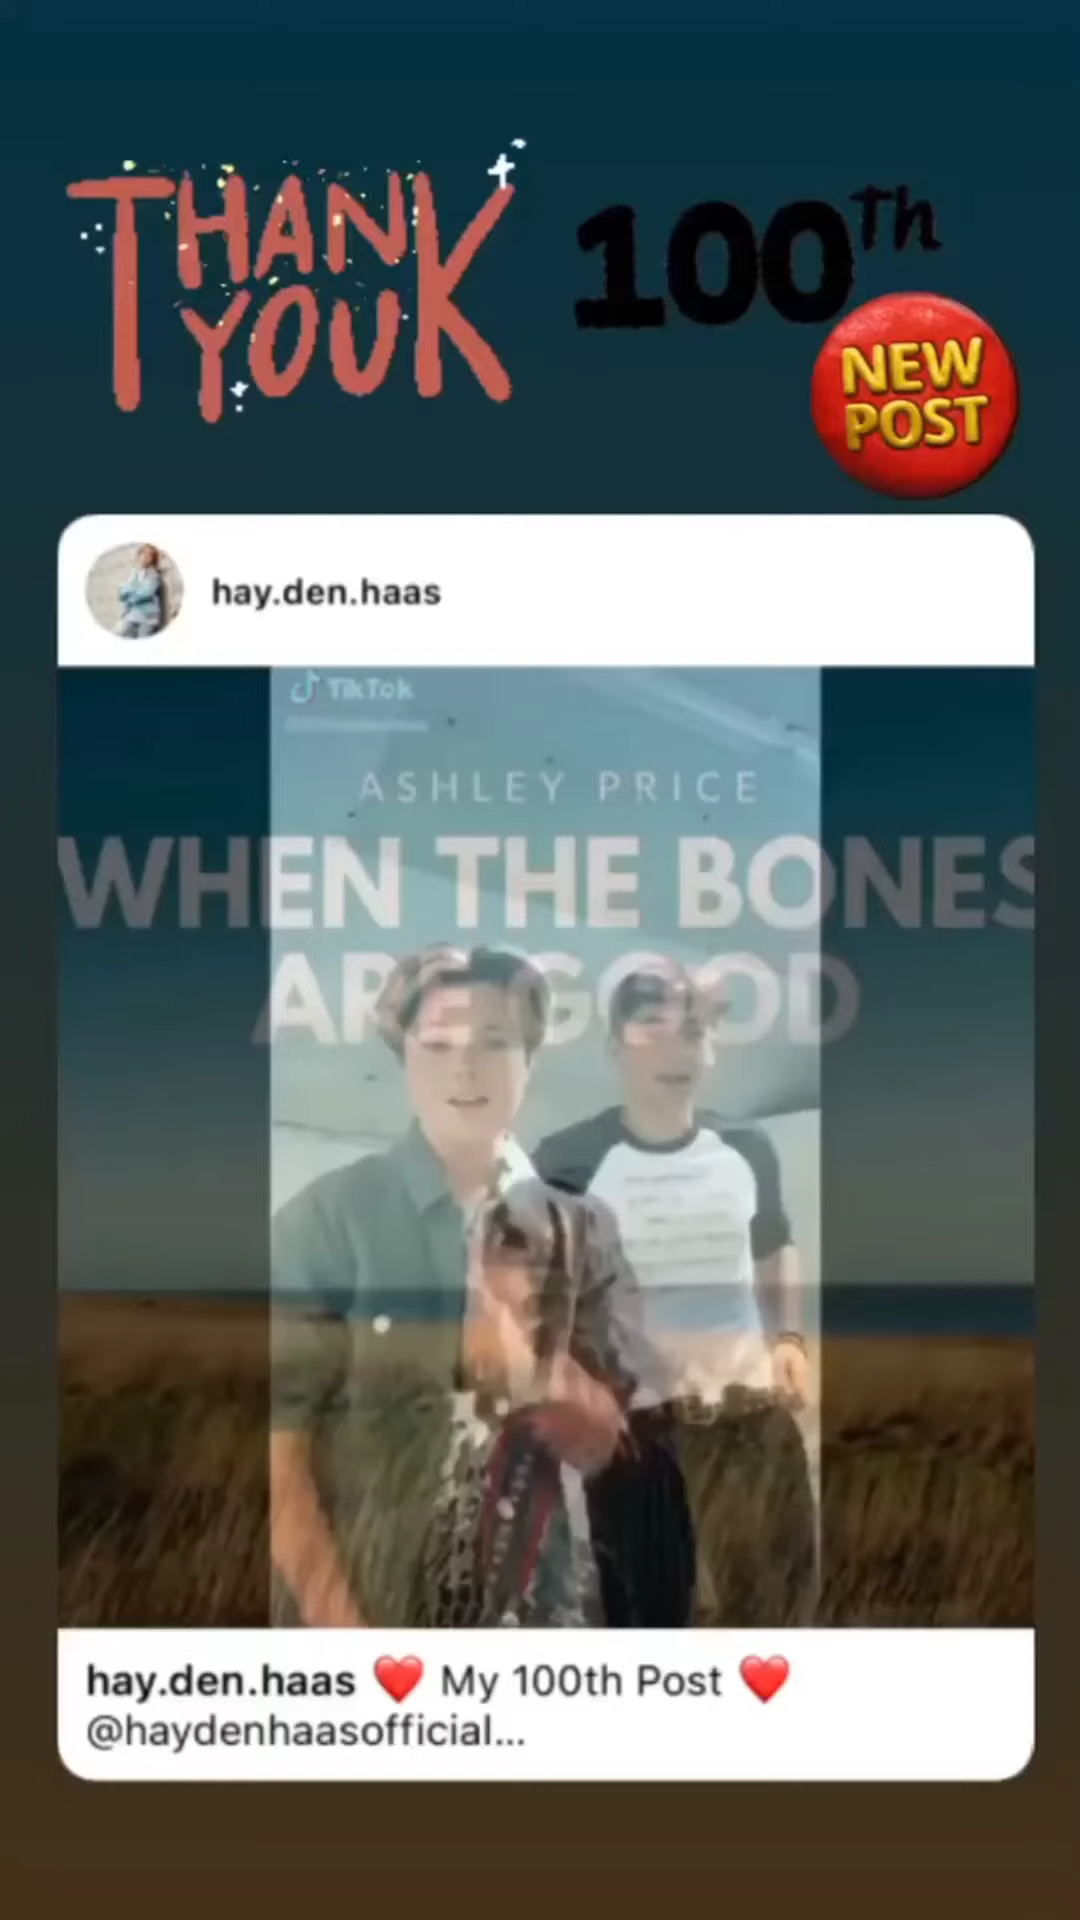 THANK
YOU
100Th
NEW
POST
hay.den.haas
TikTok
ASHLEY PRICE
WHEN THE BONES
ARE GOOD
hay.den.haas ❤️ My 100th Post ❤️
@haydenhaasofficial...